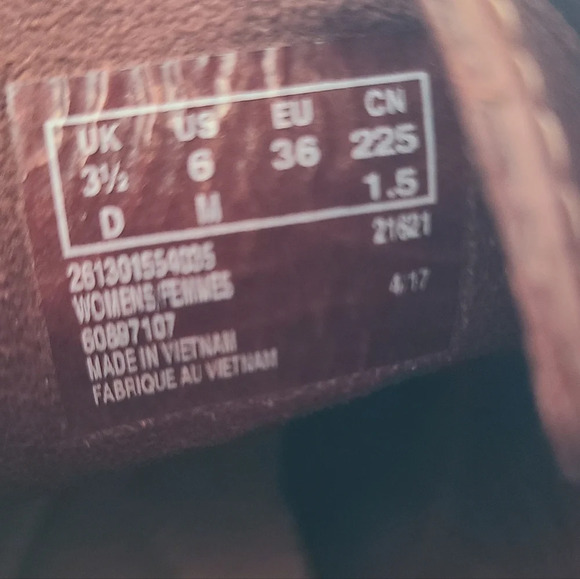 UK US EU CN
3½ 6 36 225
D M 1.5
21621
261301554035
WOMENS/FEMMES
4.17
60897107
MADE IN VIETNAM
FABRIQUE AU VIETNAM